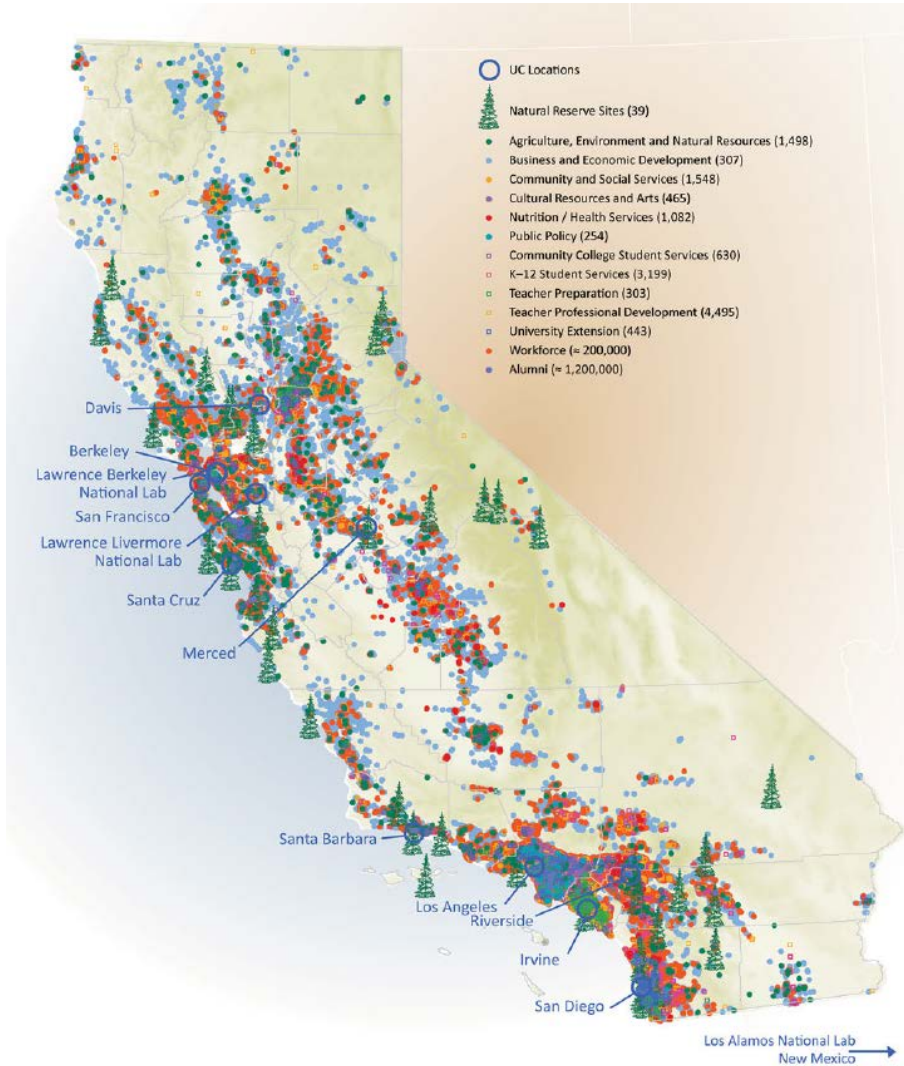 UC Locations
Natural Reserve Sites (39)
Agriculture, Environment and Natural Resources (1,498)
Business and Economic Development (307)
Community and Social Services (1,548)
Cultural Resources and Arts (465)
Nutrition / Health Services (1,082)
Public Policy (254)
Community College Student Services (630)
K–12 Student Services (3,199)
Teacher Preparation (303)
Teacher Professional Development (4,495)
University Extension (443)
Workforce (≈ 200,000)
Alumni (≈ 1,200,000)
Davis
Berkeley
Lawrence Berkeley
National Lab
San Francisco
Lawrence Livermore
National Lab
Santa Cruz
Merced
Santa Barbara
Los Angeles
Riverside
Irvine
San Diego
Los Alamos National Lab
New Mexico